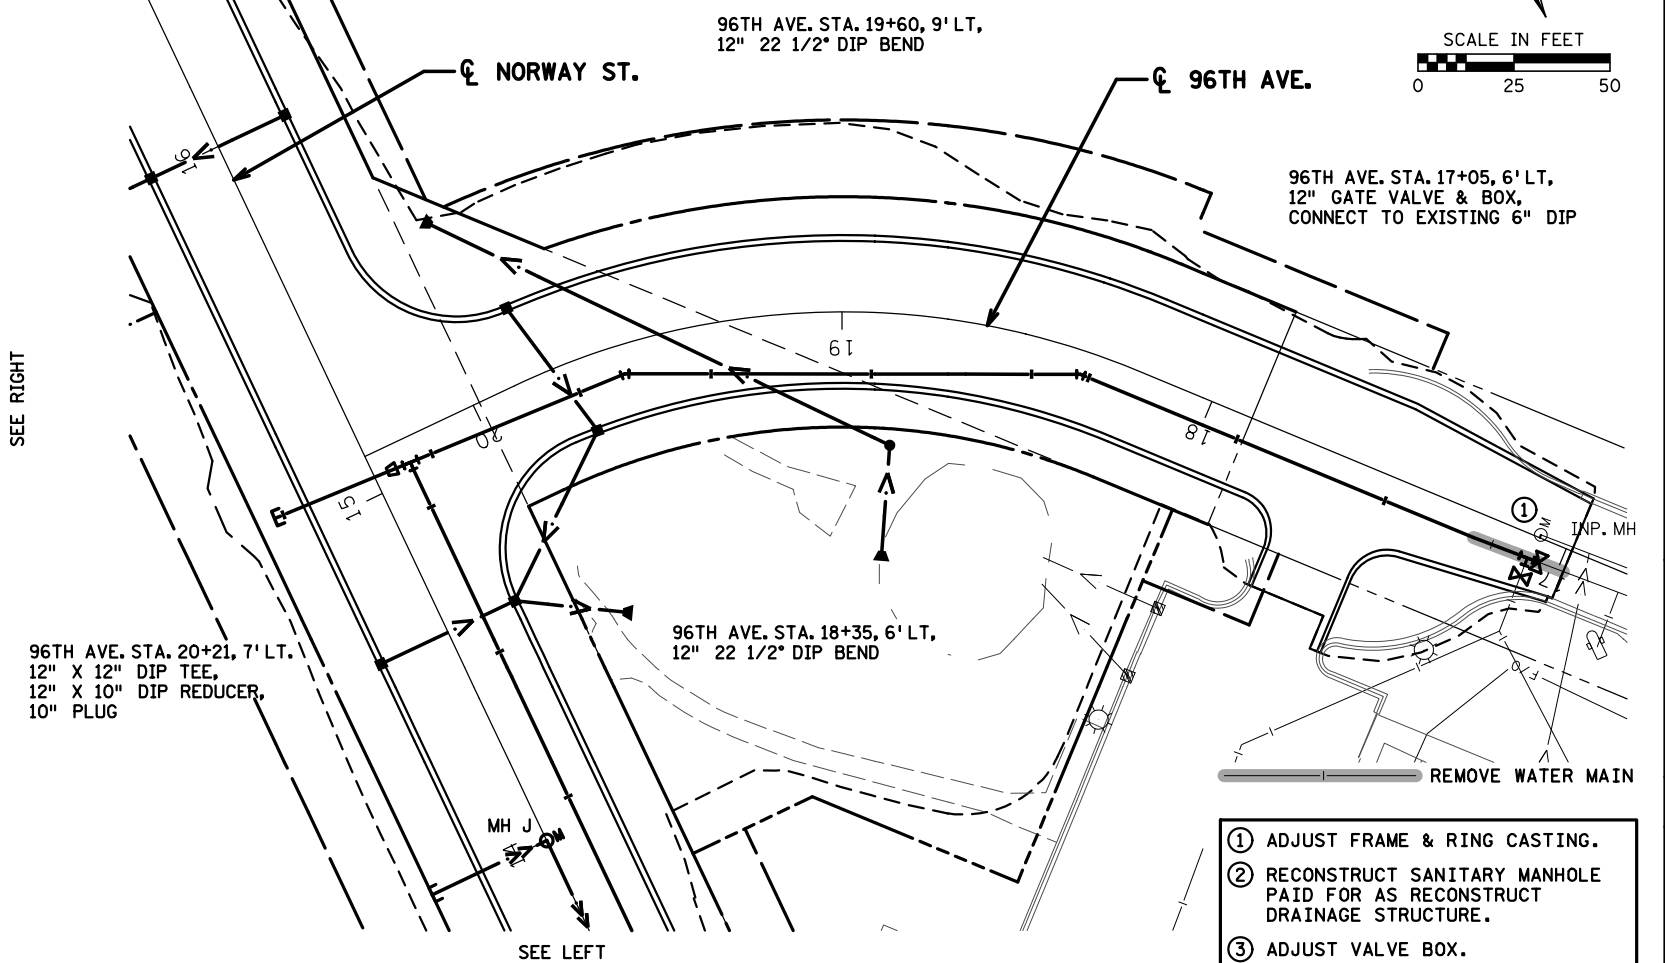 96TH AVE. STA. 19+60, 9' LT,
12" 22 1/2° DIP BEND
SCALE IN FEET
0 25 50
℄ NORWAY ST.
℄ 96TH AVE.
16
96TH AVE. STA. 17+05, 6' LT,
12" GATE VALVE & BOX,
CONNECT TO EXISTING 6" DIP
SEE RIGHT
19
20
18
15
1
M
INP. MH
17
96TH AVE. STA. 20+21, 7' LT.
12" X 12" DIP TEE,
12" X 10" DIP REDUCER,
10" PLUG
96TH AVE. STA. 18+35, 6' LT,
12" 22 1/2° DIP BEND
FO
REMOVE WATER MAIN
MH J
M
14
SEE LEFT
1 ADJUST FRAME & RING CASTING.
2 RECONSTRUCT SANITARY MANHOLE
PAID FOR AS RECONSTRUCT
DRAINAGE STRUCTURE.
3 ADJUST VALVE BOX.